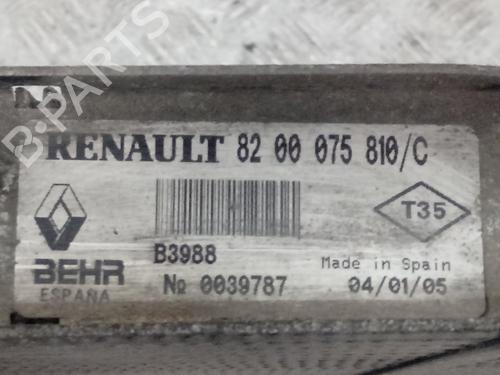 RENAULT 82 00 075 810/C
T35
B3988
BEHR
ESPAÑA
Nº 0039787
Made in Spain
04/01/05
B-PARTS